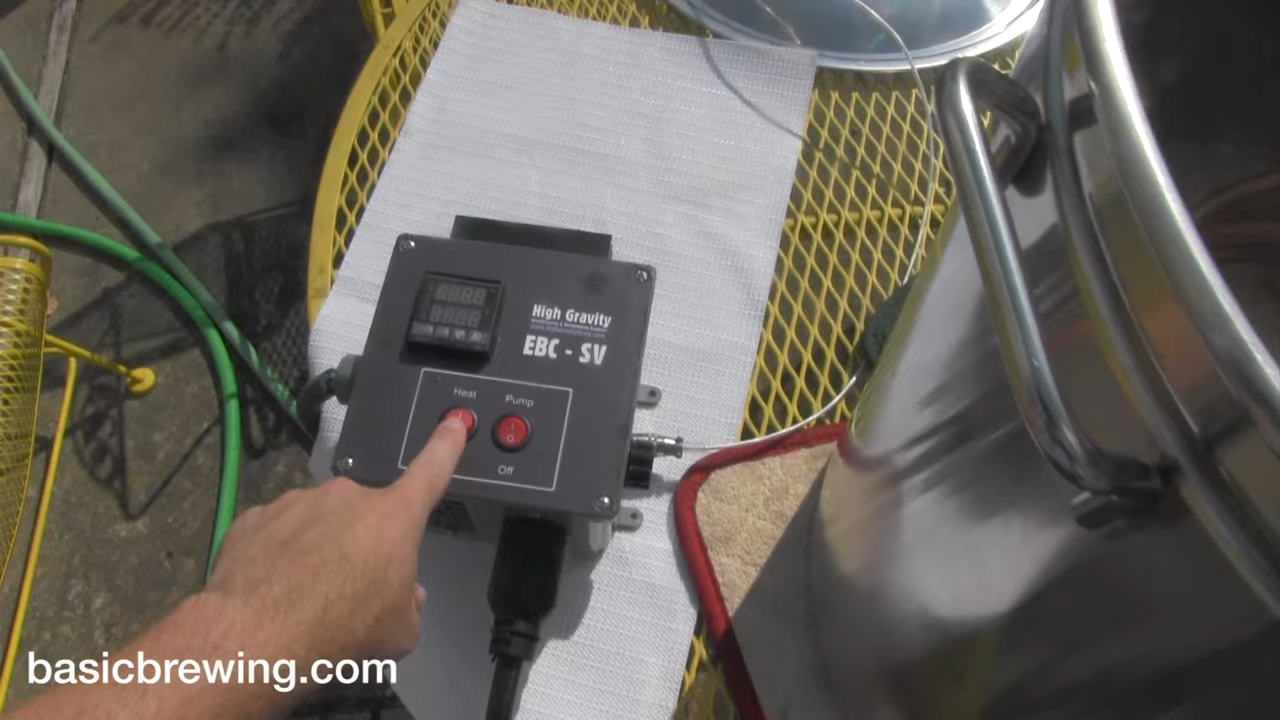 High Gravity
EBC - SV
Heat
Pump
I
O
Off
basicbrewing.com